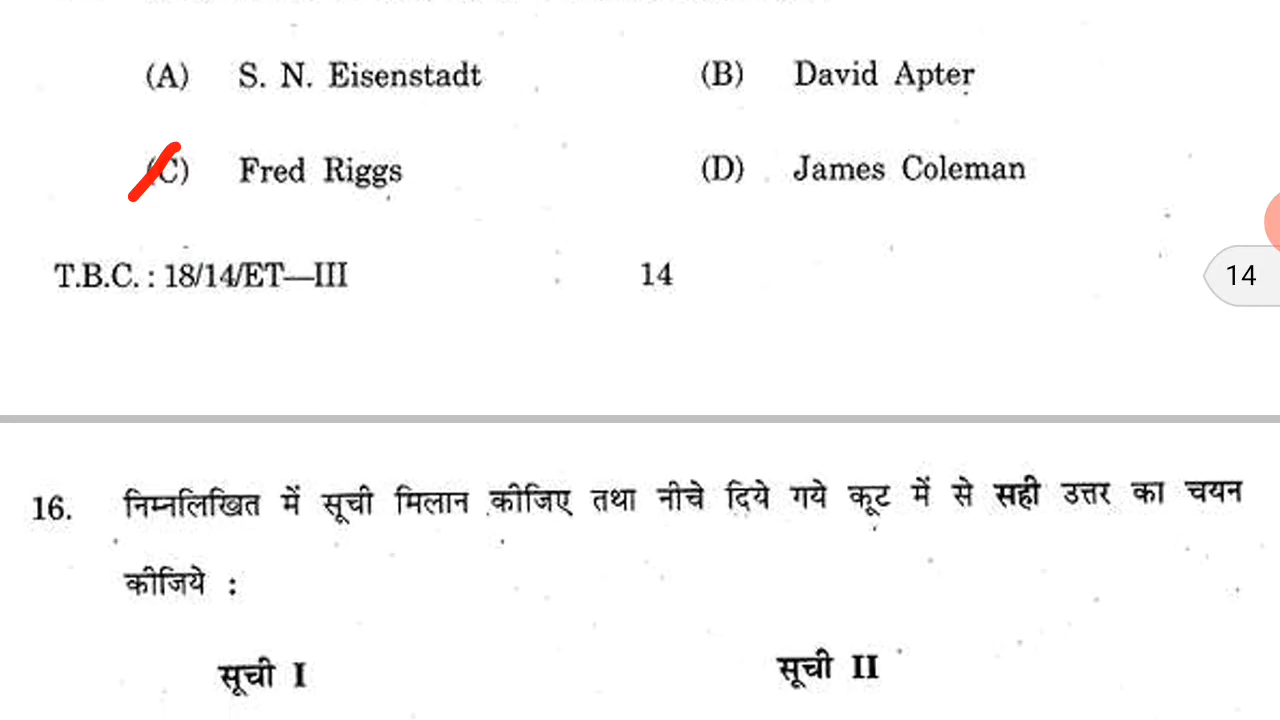 (A) S. N. Eisenstadt (B) David Apter
(C) Fred Riggs (D) James Coleman
T.B.C. : 18/14/ET—III 14
14
16. निम्नलिखित में सूची मिलान कीजिए तथा नीचे दिये गये कूट में से सही उत्तर का चयन
कीजिये :
सूची I सूची II